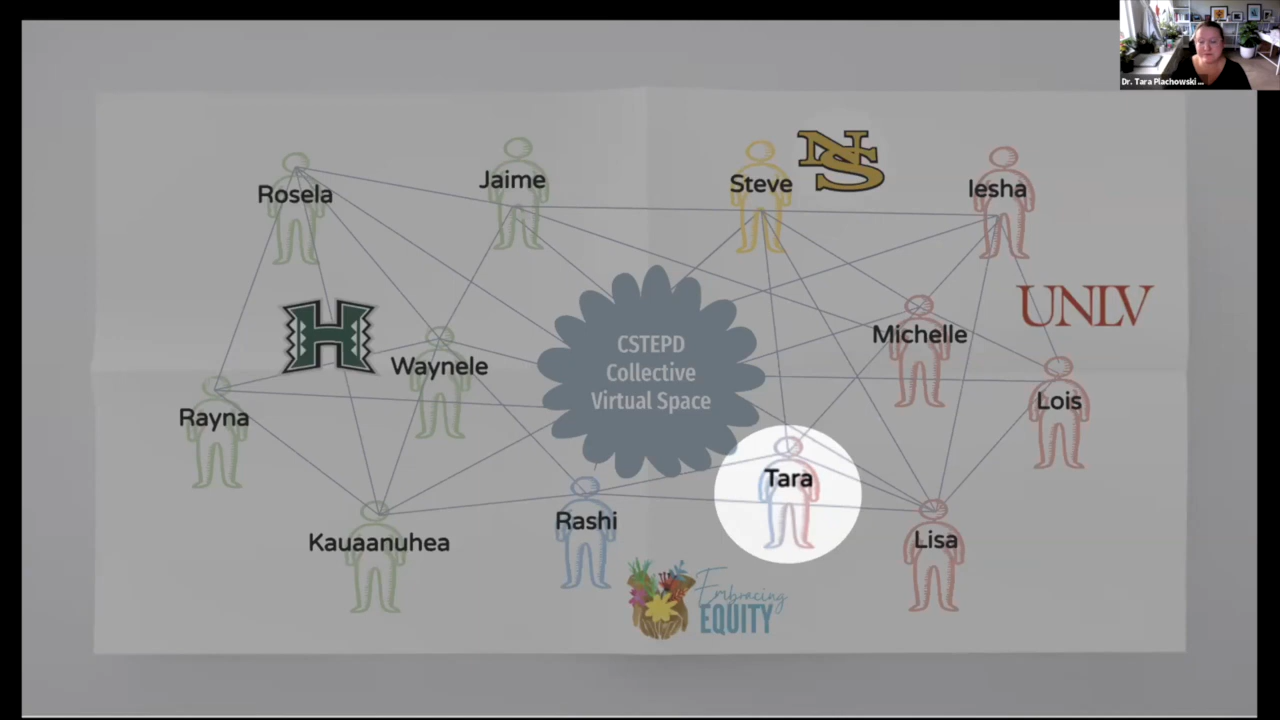 Dr. Tara Plachowski ...
Rosela
Jaime
Steve
NS
Iesha
H
Waynele
CSTEPD
Collective
Virtual Space
Michelle
UNLV
Rayna
Lois
Kauaanuhea
Rashi
Tara
Lisa
Embracing
EQUITY